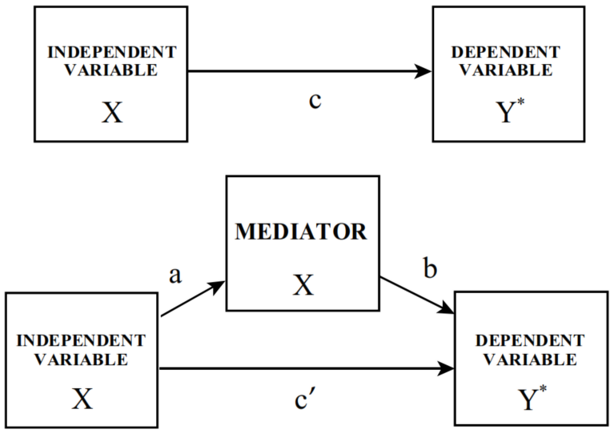 INDEPENDENT
VARIABLE
X
c
DEPENDENT
VARIABLE
Y*
MEDIATOR
X
a
b
INDEPENDENT
VARIABLE
X
c′
DEPENDENT
VARIABLE
Y*